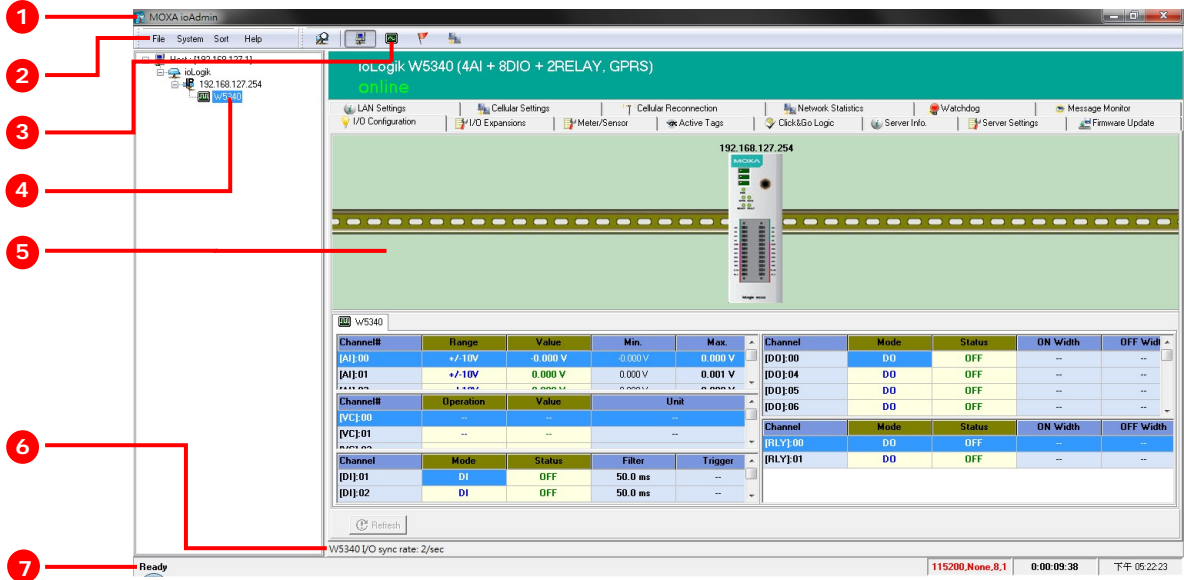 1
MOXA ioAdmin
2
File System Sort Help
Host : [192.168.127.1]
ioLogik
192.168.127.254
W5340
3
4
5
6
7
ioLogik W5340 (4AI + 8DIO + 2RELAY, GPRS)
online
LAN Settings Cellular Settings Cellular Reconnection Network Statistics Watchdog Message Monitor
I/O Configuration I/O Expansions Meter/Sensor Active Tags Click&Go Logic Server Info. Server Settings Firmware Update
192.168.127.254
MOXA
W5340
Channel# Range Value Min. Max.
[AI]:00 +/-10V -0.000 V -0.000 V 0.000 V
[AI]:01 +/-10V 0.000 V 0.000 V 0.001 V
Channel# Operation Value Unit
[VC]:00 -- -- --
[VC]:01 -- -- --
Channel Mode Status Filter Trigger
[DI]:01 DI OFF 50.0 ms --
[DI]:02 DI OFF 50.0 ms --
Channel Mode Status ON Width OFF Widt
[DO]:00 DO OFF -- --
[DO]:04 DO OFF -- --
[DO]:05 DO OFF -- --
[DO]:06 DO OFF -- --
Channel Mode Status ON Width OFF Width
[RLY]:00 DO OFF -- --
[RLY]:01 DO OFF -- --
Refresh
W5340 I/O sync rate: 2/sec
Ready
115200,None,8,1 0:00:09:38 下午 05:22:23